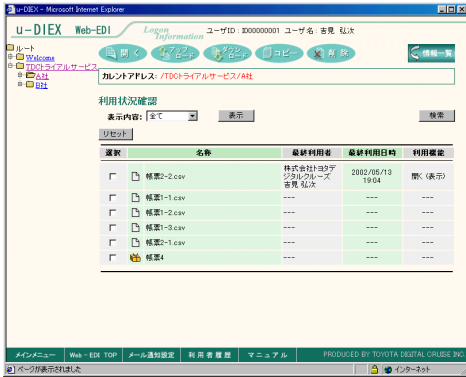 u-DIEX - Microsoft Internet Explorer
u-DIEX Web-EDI Logon Information ユーザID：ID00000001 ユーザ名：吉見 弘次
開く アップロード ダウンロード コピー 削除 情報一覧
ルート
Welcome
TDCトライアルサービス
A社
B社
カレントアドレス: /TDCトライアルサービス/A社
利用状況確認
表示内容: 全て 表示 検索
リセット
選択 名称 最終利用者 最終利用日時 利用機能
帳票2-2.csv 株式会社トヨタデジタルクルーズ 吉見 弘次 2002/05/13 19:04 開く（表示）
帳票1-1.csv --- --- ---
帳票1-2.csv --- --- ---
帳票1-3.csv --- --- ---
帳票2-1.csv --- --- ---
帳票4 --- --- ---
メインメニュー Web - EDI TOP メール通知設定 利用者履歴 マニュアル PRODUCED BY TOYOTA DIGITAL CRUISE INC.
ページが表示されました インターネット